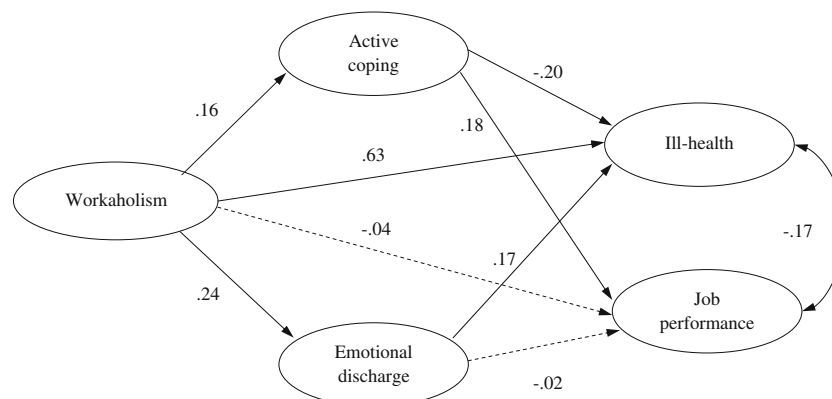 Active
coping
-.20
.16
.18
Ill-health
.63
Workaholism
-.04
-.17
.17
.24
Job
performance
Emotional
discharge
-.02